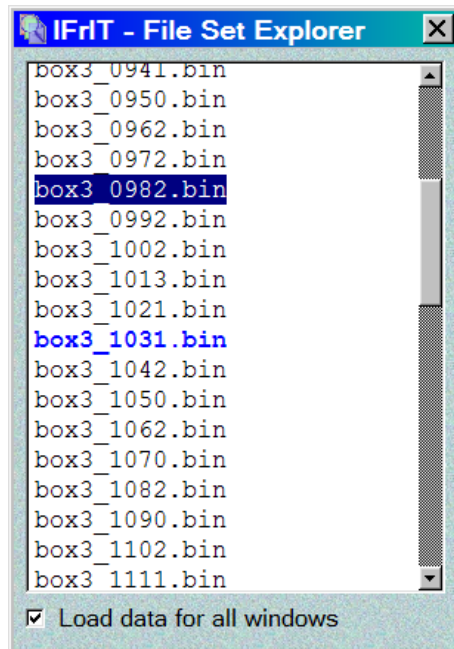 IFrIT - File Set Explorer
box3_0941.bin
box3_0950.bin
box3_0962.bin
box3_0972.bin
box3_0982.bin
box3_0992.bin
box3_1002.bin
box3_1013.bin
box3_1021.bin
box3_1031.bin
box3_1042.bin
box3_1050.bin
box3_1062.bin
box3_1070.bin
box3_1082.bin
box3_1090.bin
box3_1102.bin
box3_1111.bin
Load data for all windows